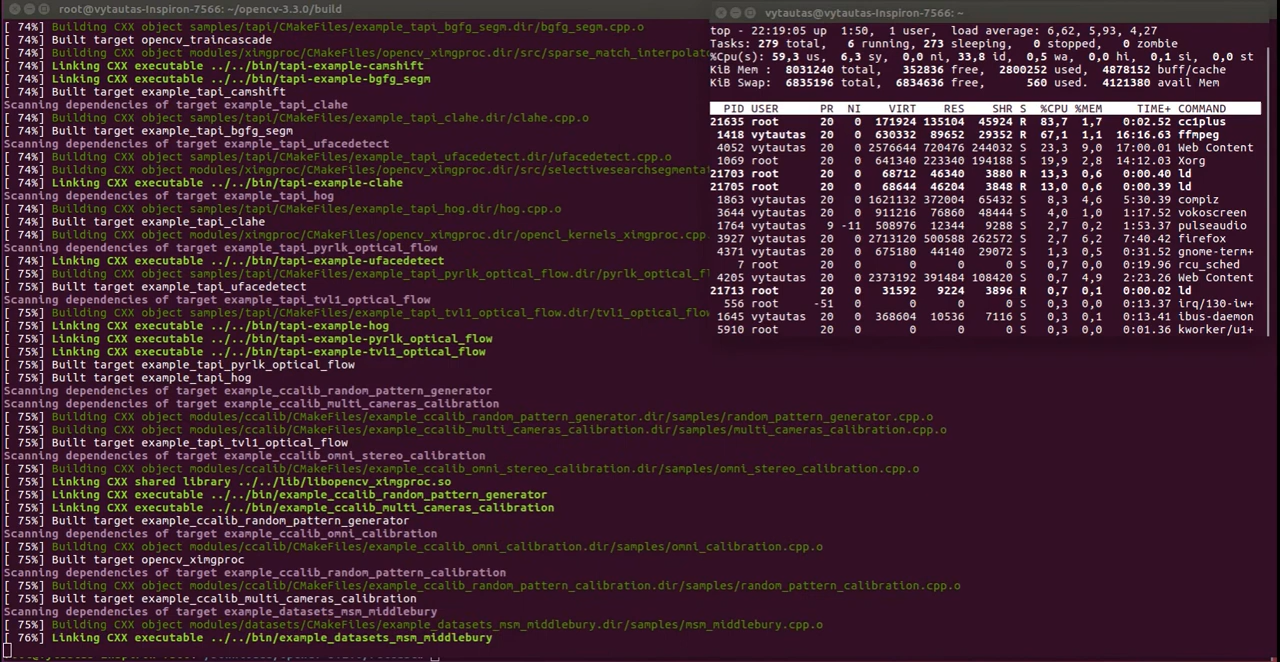 root@vytautas-Inspiron-7566: ~/opencv-3.3.0/build
[ 74%] Building CXX object samples/tapi/CMakeFiles/example_tapi_bgfg_segm.dir/bgfg_segm.cpp.o
[ 74%] Built target opencv_traincascade
[ 74%] Building CXX object modules/ximgproc/CMakeFiles/opencv_ximgproc.dir/src/sparse_match_interpolato
[ 74%] Linking CXX executable ../../bin/tapi-example-camshift
[ 74%] Linking CXX executable ../../bin/tapi-example-bgfg_segm
[ 74%] Built target example_tapi_camshift
Scanning dependencies of target example_tapi_clahe
[ 74%] Building CXX object samples/tapi/CMakeFiles/example_tapi_clahe.dir/clahe.cpp.o
[ 74%] Built target example_tapi_bgfg_segm
Scanning dependencies of target example_tapi_ufacedetect
[ 74%] Building CXX object samples/tapi/CMakeFiles/example_tapi_ufacedetect.dir/ufacedetect.cpp.o
[ 74%] Building CXX object modules/ximgproc/CMakeFiles/opencv_ximgproc.dir/src/selectivesearchsegmentat
[ 74%] Linking CXX executable ../../bin/tapi-example-clahe
Scanning dependencies of target example_tapi_hog
[ 74%] Building CXX object samples/tapi/CMakeFiles/example_tapi_hog.dir/hog.cpp.o
[ 74%] Built target example_tapi_clahe
[ 74%] Building CXX object modules/ximgproc/CMakeFiles/opencv_ximgproc.dir/opencl_kernels_ximgproc.cpp.
Scanning dependencies of target example_tapi_pyrlk_optical_flow
[ 74%] Linking CXX executable ../../bin/tapi-example-ufacedetect
[ 75%] Building CXX object samples/tapi/CMakeFiles/example_tapi_pyrlk_optical_flow.dir/pyrlk_optical_fl
[ 75%] Built target example_tapi_ufacedetect
Scanning dependencies of target example_tapi_tvl1_optical_flow
[ 75%] Building CXX object samples/tapi/CMakeFiles/example_tapi_tvl1_optical_flow.dir/tvl1_optical_flow
[ 75%] Linking CXX executable ../../bin/tapi-example-hog
[ 75%] Linking CXX executable ../../bin/tapi-example-pyrlk_optical_flow
[ 75%] Linking CXX executable ../../bin/tapi-example-tvl1_optical_flow
[ 75%] Built target example_tapi_pyrlk_optical_flow
[ 75%] Built target example_tapi_hog
Scanning dependencies of target example_ccalib_random_pattern_generator
Scanning dependencies of target example_ccalib_multi_cameras_calibration
[ 75%] Building CXX object modules/ccalib/CMakeFiles/example_ccalib_random_pattern_generator.dir/samples/random_pattern_generator.cpp.o
[ 75%] Building CXX object modules/ccalib/CMakeFiles/example_ccalib_multi_cameras_calibration.dir/samples/multi_cameras_calibration.cpp.o
[ 75%] Built target example_tapi_tvl1_optical_flow
Scanning dependencies of target example_ccalib_omni_stereo_calibration
[ 75%] Building CXX object modules/ccalib/CMakeFiles/example_ccalib_omni_stereo_calibration.dir/samples/omni_stereo_calibration.cpp.o
[ 75%] Linking CXX shared library ../../lib/libopencv_ximgproc.so
[ 75%] Linking CXX executable ../../bin/example_ccalib_random_pattern_generator
[ 75%] Linking CXX executable ../../bin/example_ccalib_multi_cameras_calibration
[ 75%] Built target example_ccalib_random_pattern_generator
Scanning dependencies of target example_ccalib_omni_calibration
[ 75%] Building CXX object modules/ccalib/CMakeFiles/example_ccalib_omni_calibration.dir/samples/omni_calibration.cpp.o
[ 75%] Built target opencv_ximgproc
Scanning dependencies of target example_ccalib_random_pattern_calibration
[ 75%] Building CXX object modules/ccalib/CMakeFiles/example_ccalib_random_pattern_calibration.dir/samples/random_pattern_calibration.cpp.o
[ 75%] Built target example_ccalib_multi_cameras_calibration
Scanning dependencies of target example_datasets_msm_middlebury
[ 75%] Building CXX object modules/datasets/CMakeFiles/example_datasets_msm_middlebury.dir/samples/msm_middlebury.cpp.o
[ 76%] Linking CXX executable ../../bin/example_datasets_msm_middlebury
vytautas@vytautas-Inspiron-7566: ~
top - 22:19:05 up 1:50, 1 user, load average: 6,62, 5,93, 4,27
Tasks: 279 total, 6 running, 273 sleeping, 0 stopped, 0 zombie
%Cpu(s): 59,3 us, 6,3 sy, 0,0 ni, 33,8 id, 0,5 wa, 0,0 hi, 0,1 si, 0,0 st
KiB Mem : 8031240 total, 352836 free, 2800252 used, 4878152 buff/cache
KiB Swap: 6835196 total, 6834636 free, 560 used. 4121380 avail Mem
PID USER PR NI VIRT RES SHR S %CPU %MEM TIME+ COMMAND
21635 root 20 0 171924 135104 45924 R 83,7 1,7 0:02.52 cc1plus
1418 vytautas 20 0 630332 89652 29352 R 67,1 1,1 16:16.63 ffmpeg
4052 vytautas 20 0 2576644 720476 244032 S 23,3 9,0 17:00.01 Web Content
1069 root 20 0 641340 223340 194188 S 19,9 2,8 14:12.03 Xorg
21703 root 20 0 68712 46340 3880 R 13,3 0,6 0:00.40 ld
21705 root 20 0 68644 46204 3848 R 13,0 0,6 0:00.39 ld
1863 vytautas 20 0 1621132 372004 65432 S 8,3 4,6 5:30.39 compiz
3644 vytautas 20 0 911216 76860 48444 S 4,0 1,0 1:17.52 vokoscreen
1764 vytautas 9 -11 508976 12344 9288 S 2,7 0,2 1:53.37 pulseaudio
3927 vytautas 20 0 2713120 500588 262572 S 2,7 6,2 7:40.42 firefox
4371 vytautas 20 0 675180 44140 29072 S 1,3 0,5 0:31.52 gnome-term+
7 root 20 0 0 0 0 S 0,7 0,0 0:19.96 rcu_sched
4205 vytautas 20 0 2373192 391484 108420 S 0,7 4,9 2:23.26 Web Content
21713 root 20 0 31592 9224 3896 R 0,7 0,1 0:00.02 ld
556 root -51 0 0 0 0 S 0,3 0,0 0:13.37 irq/130-iw+
1645 vytautas 20 0 368604 10536 7116 S 0,3 0,1 0:13.41 ibus-daemon
5910 root 20 0 0 0 0 S 0,3 0,0 0:01.36 kworker/u1+